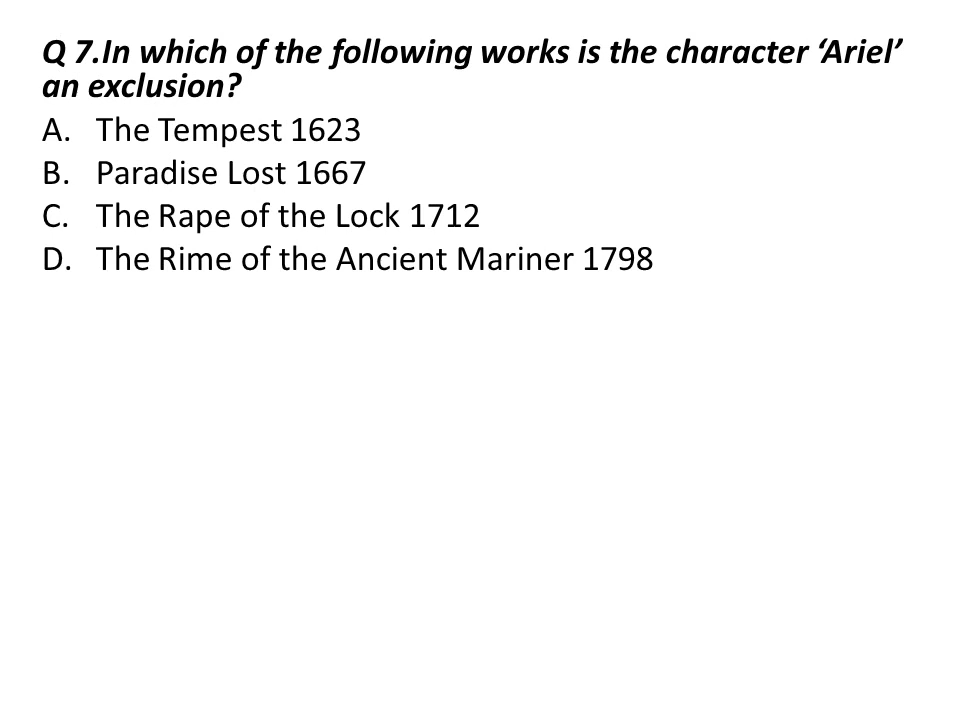 Q 7.In which of the following works is the character ‘Ariel’
an exclusion?
A. The Tempest 1623
B. Paradise Lost 1667
C. The Rape of the Lock 1712
D. The Rime of the Ancient Mariner 1798